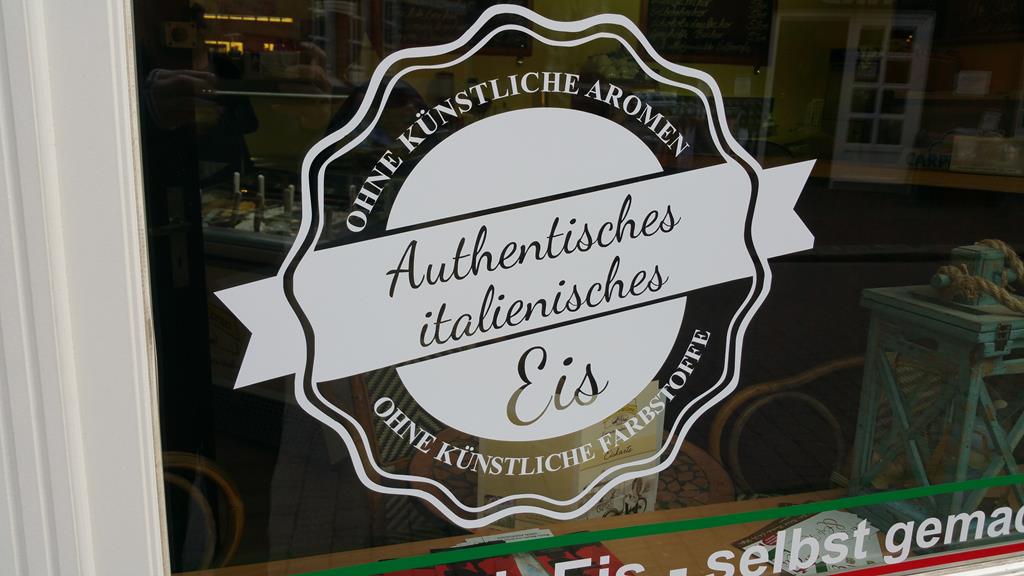 OHNE KÜNSTLICHE AROMEN
Authentisches
italienisches
Eis
OHNE KÜNSTLICHE FARBSTOFFE
Eis • selbst gemac